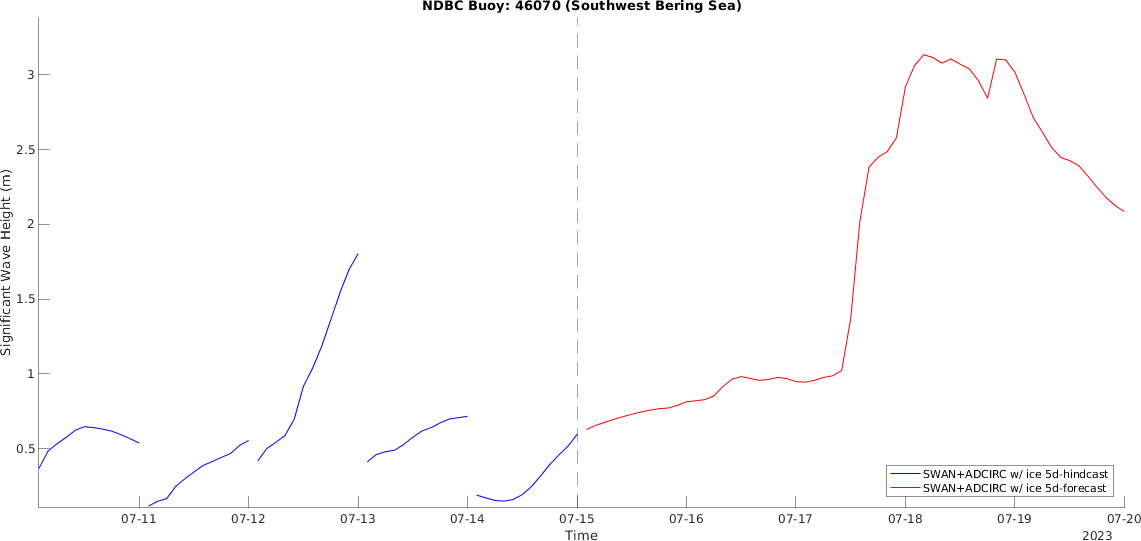 NDBC Buoy: 46070 (Southwest Bering Sea)
Significant Wave Height (m)
3
2.5
2
1.5
1
0.5
SWAN+ADCIRC w/ ice 5d-hindcast
SWAN+ADCIRC w/ ice 5d-forecast
07-11 07-12 07-13 07-14 07-15 07-16 07-17 07-18 07-19 07-20
Time
2023